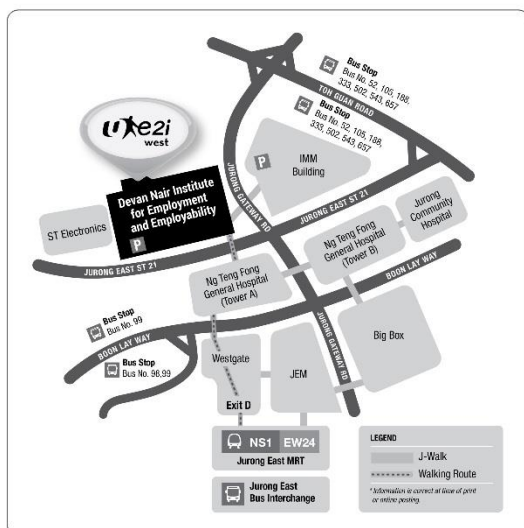 Bus Stop
Bus No. 52, 105, 188,
333, 502, 543, 657
TOH GUAN ROAD
Bus Stop
Bus No. 52, 105, 188,
333, 502, 543, 657
e2i
west
P
IMM
Building
JURONG GATEWAY RD
Devan Nair Institute
for Employment
and Employability
P
ST Electronics
JURONG EAST ST 21
Jurong
Community
Hospital
Ng Teng Fong
General Hospital
(Tower B)
JURONG EAST ST 21
Ng Teng Fong
General Hospital
(Tower A)
BOON LAY WAY
Bus Stop
Bus No. 99
BOON LAY WAY
Bus Stop
Bus No. 96,99
Westgate
Exit D
JEM
JURONG GATEWAY RD
Big Box
NS1 EW24
Jurong East MRT
Jurong East
Bus Interchange
LEGEND
J-Walk
Walking Route
* Information is correct at time of print
or online posting.